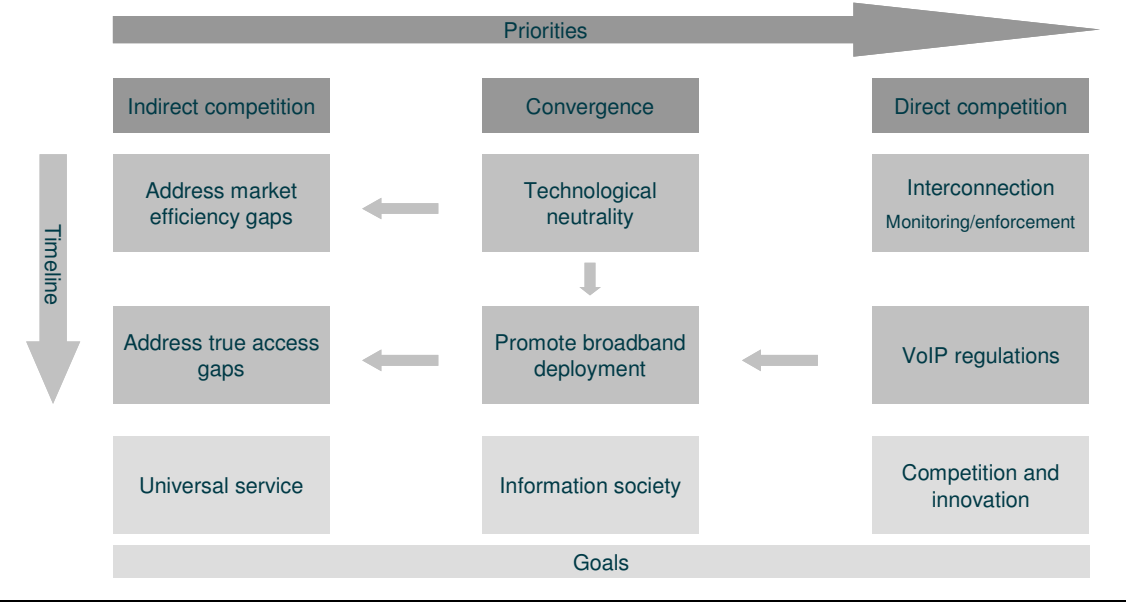 Priorities
Indirect competition
Convergence
Direct competition
Timeline
Address market
efficiency gaps
Technological
neutrality
Interconnection
Monitoring/enforcement
Address true access
gaps
Promote broadband
deployment
VoIP regulations
Universal service
Information society
Competition and
innovation
Goals